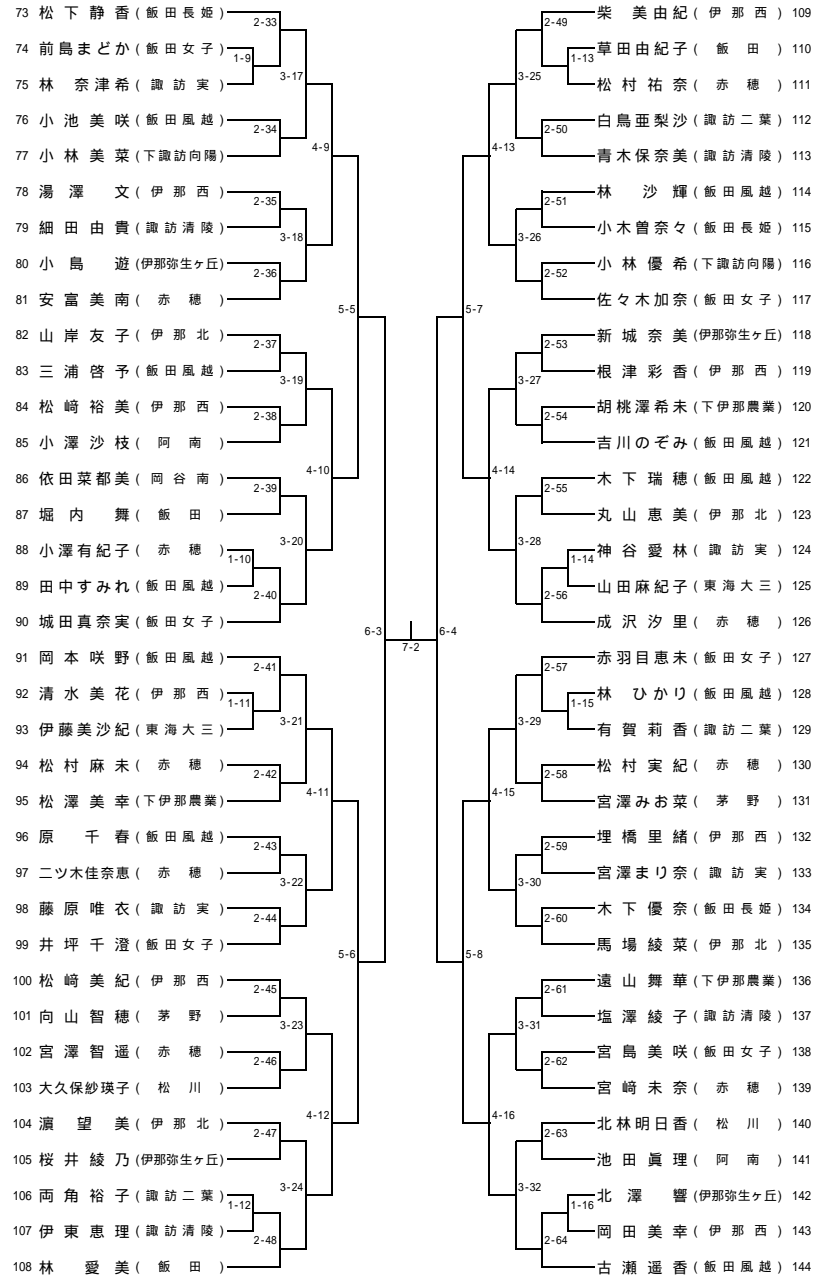 73 松下静香(飯田長姫)
74 前島まどか(飯田女子)
75 林奈津希(諏訪実)
76 小池美咲(飯田風越)
77 小林美菜(下諏訪向陽)
78 湯澤文(伊那西)
79 細田由貴(諏訪清陵)
80 小島遊(伊那弥生ヶ丘)
81 安富美南(赤穂)
82 山岸友子(伊那北)
83 三浦啓予(飯田風越)
84 松﨑裕美(伊那西)
85 小澤沙枝(阿南)
86 依田菜都美(岡谷南)
87 堀内舞(飯田)
88 小澤有紀子(赤穂)
89 田中すみれ(飯田風越)
90 城田真奈実(飯田女子)
91 岡本咲野(飯田風越)
92 清水美花(伊那西)
93 伊藤美沙紀(東海大三)
94 松村麻未(赤穂)
95 松澤美幸(下伊那農業)
96 原千春(飯田風越)
97 二ツ木佳奈恵(赤穂)
98 藤原唯衣(諏訪実)
99 井坪千澄(飯田女子)
100 松﨑美紀(伊那西)
101 向山智穂(茅野)
102 宮澤智遥(赤穂)
103 大久保紗瑛子(松川)
104 濵望美(伊那北)
105 桜井綾乃(伊那弥生ヶ丘)
106 両角裕子(諏訪二葉)
107 伊東恵理(諏訪清陵)
108 林愛美(飯田)
2-33
1-9
3-17
2-34
4-9
2-35
3-18
2-36
5-5
2-37
3-19
2-38
4-10
2-39
3-20
1-10
2-40
6-3
2-41
1-11
3-21
2-42
4-11
2-43
3-22
2-44
5-6
2-45
3-23
2-46
4-12
2-47
3-24
1-12
2-48
7-2
2-49
1-13
3-25
2-50
4-13
2-51
3-26
2-52
5-7
2-53
3-27
2-54
4-14
2-55
3-28
1-14
2-56
6-4
2-57
1-15
3-29
2-58
4-15
2-59
3-30
2-60
5-8
2-61
3-31
2-62
4-16
2-63
3-32
1-16
2-64
柴美由紀(伊那西) 109
草田由紀子(飯田) 110
松村祐奈(赤穂) 111
白鳥亜梨沙(諏訪二葉) 112
青木保奈美(諏訪清陵) 113
林沙輝(飯田風越) 114
小木曽奈々(飯田長姫) 115
小林優希(下諏訪向陽) 116
佐々木加奈(飯田女子) 117
新城奈美(伊那弥生ヶ丘) 118
根津彩香(伊那西) 119
胡桃澤希未(下伊那農業) 120
吉川のぞみ(飯田風越) 121
木下瑞穂(飯田風越) 122
丸山恵美(伊那北) 123
神谷愛林(諏訪実) 124
山田麻紀子(東海大三) 125
成沢汐里(赤穂) 126
赤羽目恵未(飯田女子) 127
林ひかり(飯田風越) 128
有賀莉香(諏訪二葉) 129
松村実紀(赤穂) 130
宮澤みお菜(茅野) 131
埋橋里緒(伊那西) 132
宮澤まり奈(諏訪実) 133
木下優奈(飯田長姫) 134
馬場綾菜(伊那北) 135
遠山舞華(下伊那農業) 136
塩澤綾子(諏訪清陵) 137
宮島美咲(飯田女子) 138
宮﨑未奈(赤穂) 139
北林明日香(松川) 140
池田眞理(阿南) 141
北澤響(伊那弥生ヶ丘) 142
岡田美幸(伊那西) 143
古瀬遥香(飯田風越) 144